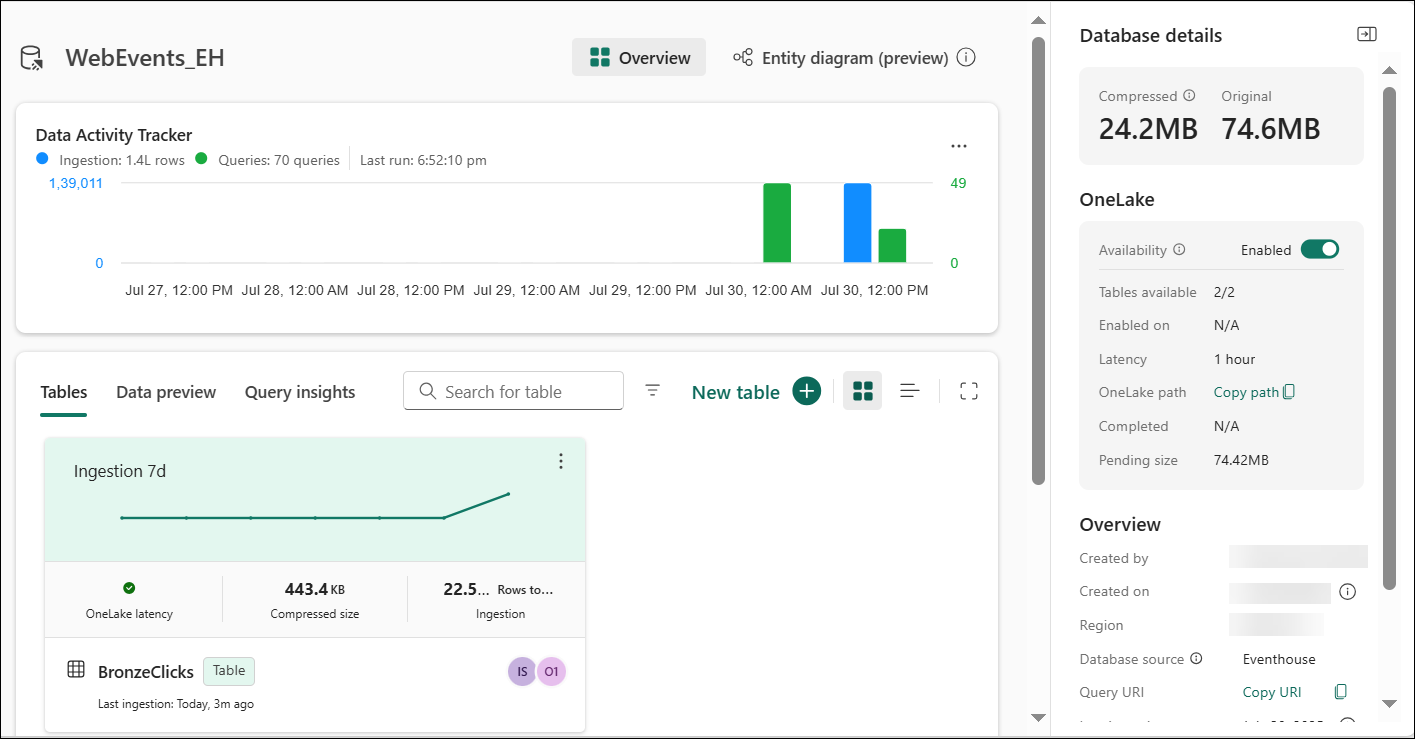 WebEvents_EH
Overview
Entity diagram (preview)
Data Activity Tracker
Ingestion: 1.4L rows
Queries: 70 queries
Last run: 6:52:10 pm
1,39,011
49
0
0
Jul 27, 12:00 PM
Jul 28, 12:00 AM
Jul 28, 12:00 PM
Jul 29, 12:00 AM
Jul 29, 12:00 PM
Jul 30, 12:00 AM
Jul 30, 12:00 PM
Tables
Data preview
Query insights
Search for table
New table
Ingestion 7d
OneLake latency
443.4 KB
Compressed size
22.5... Rows to...
Ingestion
BronzeClicks
Table
IS
O1
Last ingestion: Today, 3m ago
Database details
Compressed
Original
24.2MB
74.6MB
OneLake
Availability
Enabled
Tables available 2/2
Enabled on N/A
Latency 1 hour
OneLake path Copy path
Completed N/A
Pending size 74.42MB
Overview
Created by
Created on
Region
Database source Eventhouse
Query URI Copy URI